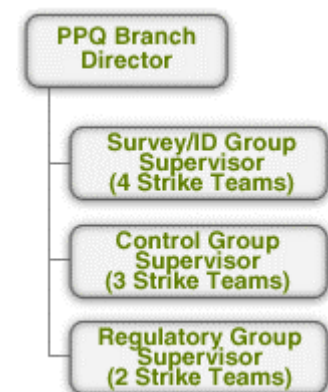 PPQ Branch
Director
Survey/ID Group
Supervisor
(4 Strike Teams)
Control Group
Supervisor
(3 Strike Teams)
Regulatory Group
Supervisor
(2 Strike Teams)